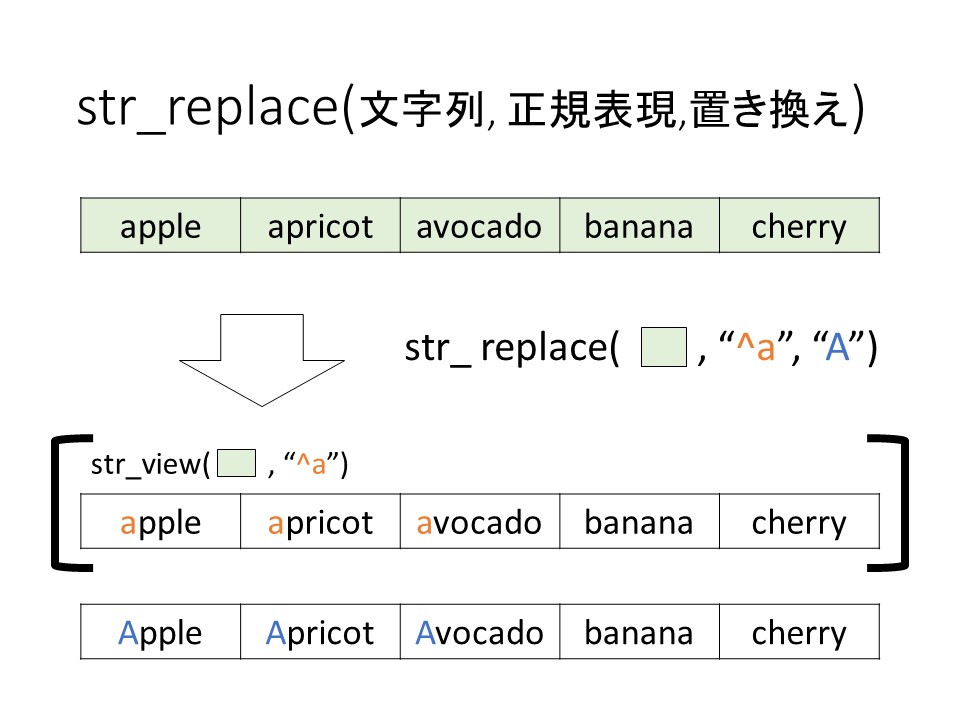 str_replace(文字列, 正規表現,置き換え)
apple apricot avocado banana cherry
str_ replace( , “^a”, “A”)
str_view( , “^a”)
apple apricot avocado banana cherry
Apple Apricot Avocado banana cherry